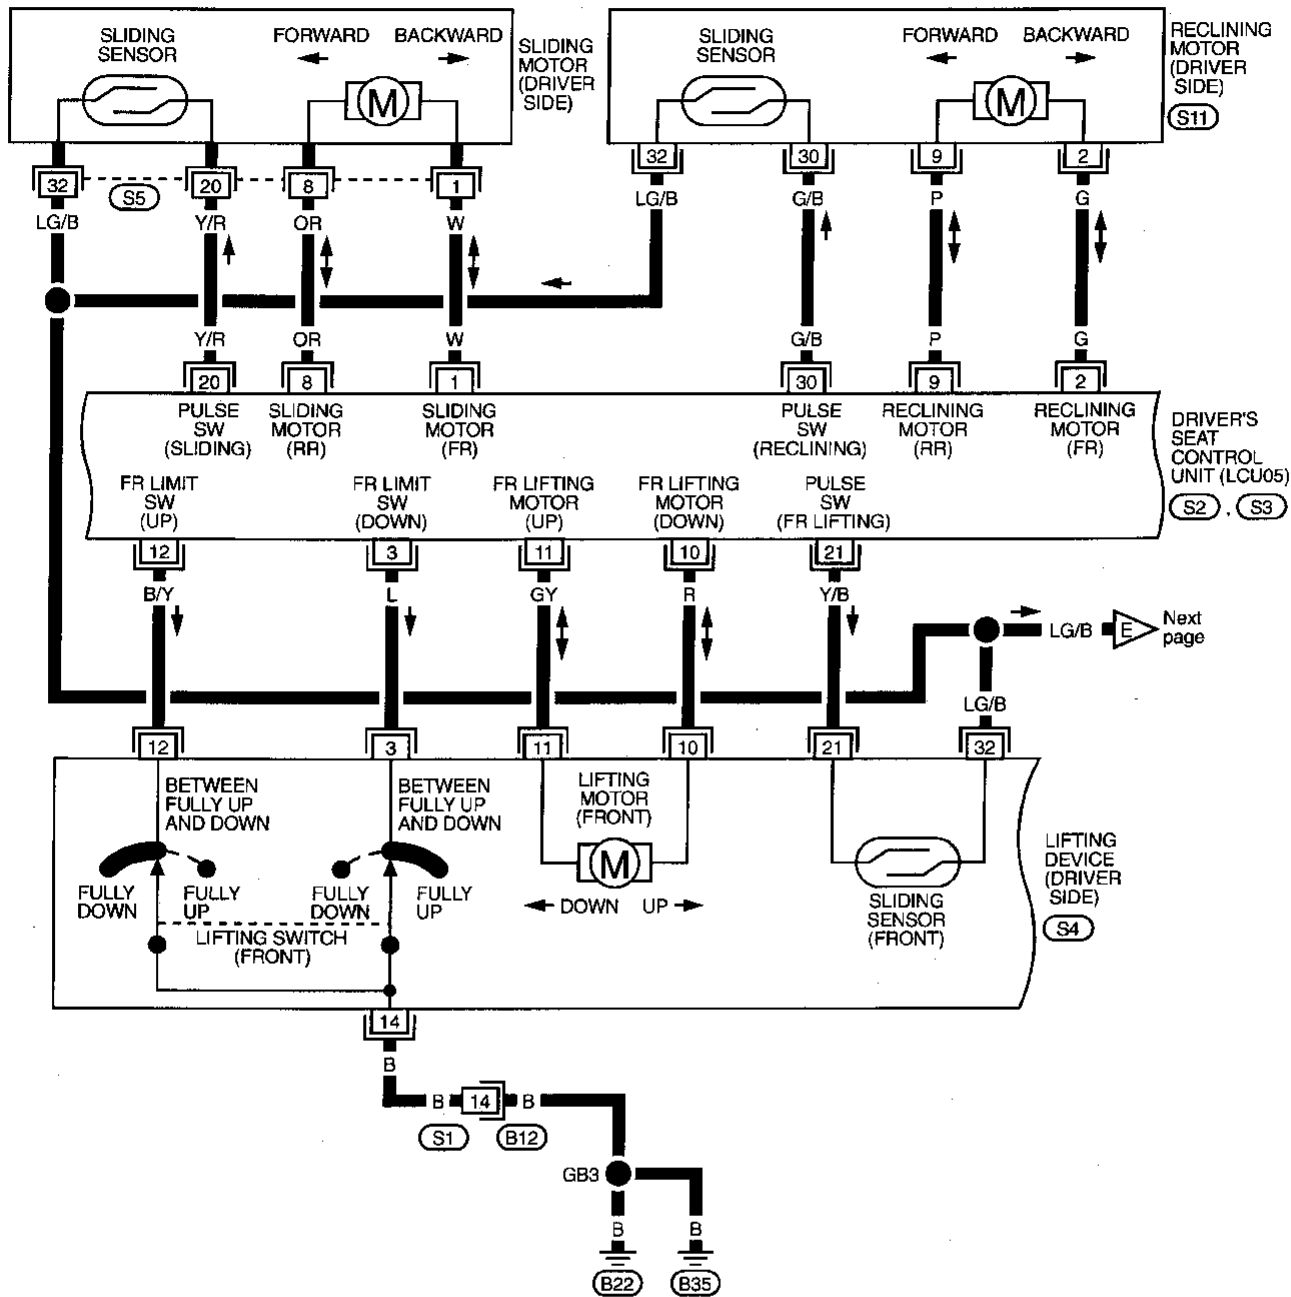 SLIDING
SENSOR
FORWARD
BACKWARD
M
SLIDING
MOTOR
(DRIVER
SIDE)
SLIDING
SENSOR
FORWARD
BACKWARD
M
RECLINING
MOTOR
(DRIVER
SIDE)
S11
32
S5
20
8
1
32
30
9
2
LG/B
Y/R
OR
W
LG/B
G/B
P
G
Y/R
OR
W
G/B
P
G
20
8
1
30
9
2
PULSE
SW
(SLIDING)
SLIDING
MOTOR
(RR)
SLIDING
MOTOR
(FR)
PULSE
SW
(RECLINING)
RECLINING
MOTOR
(RR)
RECLINING
MOTOR
(FR)
DRIVER'S
SEAT
CONTROL
UNIT (LCU05)
S2 , S3
FR LIMIT
SW
(UP)
FR LIMIT
SW
(DOWN)
FR LIFTING
MOTOR
(UP)
FR LIFTING
MOTOR
(DOWN)
PULSE
SW
(FR LIFTING)
12
3
11
10
21
B/Y
L
GY
R
Y/B
LG/B
E
Next
page
LG/B
12
3
11
10
21
32
BETWEEN
FULLY UP
AND DOWN
BETWEEN
FULLY UP
AND DOWN
LIFTING
MOTOR
(FRONT)
M
DOWN
UP
FULLY
DOWN
FULLY
UP
FULLY
DOWN
FULLY
UP
LIFTING SWITCH
(FRONT)
SLIDING
SENSOR
(FRONT)
LIFTING
DEVICE
(DRIVER
SIDE)
S4
14
B
B
14
B
S1
B12
GB3
B
B
B22
B35